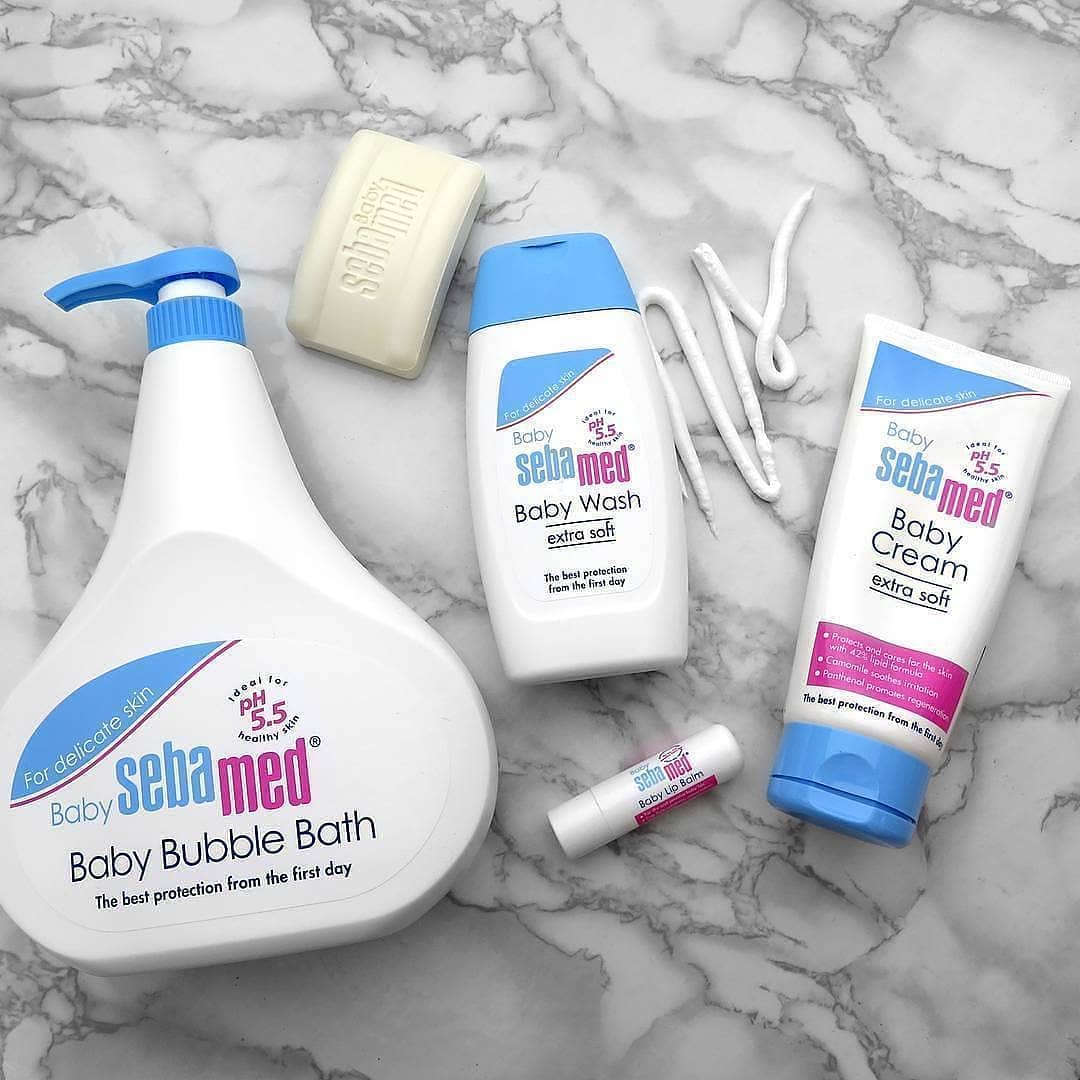 Baby
sebamed
For delicate skin
ideal for
pH
5.5
healthy skin
Baby sebamed®
Baby Bubble Bath
The best protection from the first day
For delicate skin
ideal for
pH
5.5
healthy skin
Baby
sebamed®
Baby Wash
extra soft
The best protection
from the first day
For delicate skin
Baby
ideal for
pH
5.5
healthy skin
sebamed®
Baby
Cream
extra soft
• Protects and cares for the skin
with 42% lipid formula
• Camomile soothes irritation
• Panthenol promotes regeneration
The best protection from the first day
Baby
sebamed®
Baby Lip Balm